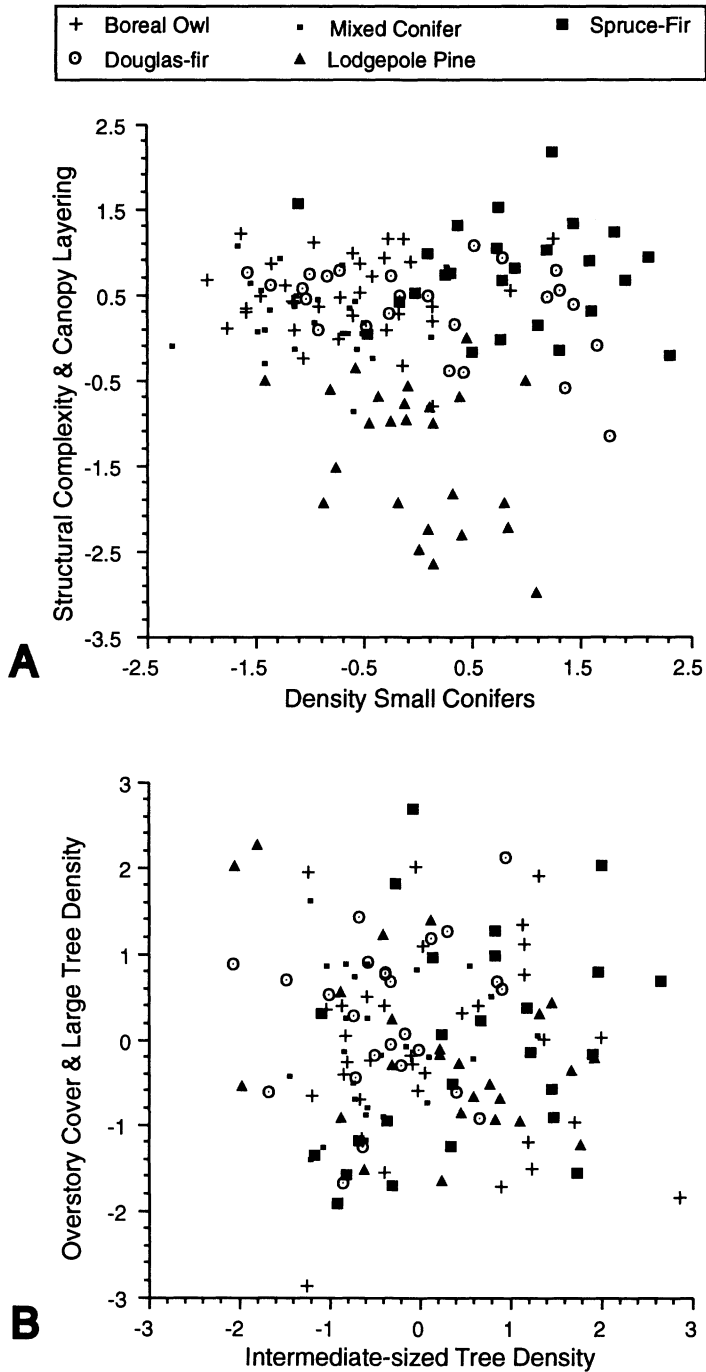 Boreal Owl Mixed Conifer Spruce-Fir
Douglas-fir Lodgepole Pine
2.5
1.5
0.5
-0.5
-1.5
-2.5
-3.5
Structural Complexity & Canopy Layering
A
-2.5 -1.5 -0.5 0.5 1.5 2.5
Density Small Conifers
3
2
1
0
-1
-2
-3
Overstory Cover & Large Tree Density
B
-3 -2 -1 0 1 2 3
Intermediate-sized Tree Density